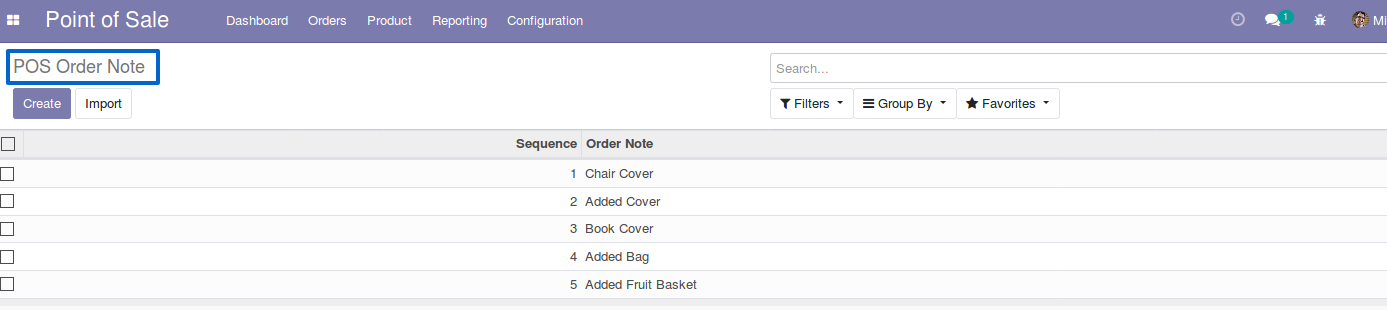 Point of Sale Dashboard Orders Product Reporting Configuration 1 Mi
POS Order Note
Search...
Create Import Filters Group By Favorites
Sequence Order Note
1 Chair Cover
2 Added Cover
3 Book Cover
4 Added Bag
5 Added Fruit Basket